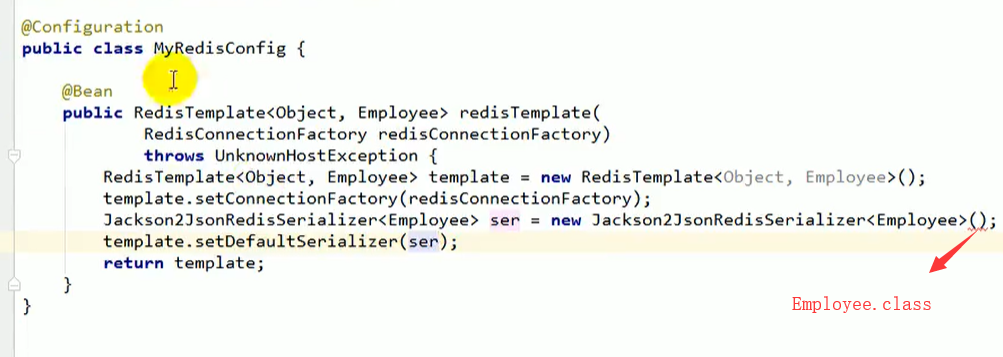 @Configuration
public class MyRedisConfig {
@Bean
public RedisTemplate<Object, Employee> redisTemplate(
RedisConnectionFactory redisConnectionFactory)
throws UnknownHostException {
RedisTemplate<Object, Employee> template = new RedisTemplate<Object, Employee>();
template.setConnectionFactory(redisConnectionFactory);
Jackson2JsonRedisSerializer<Employee> ser = new Jackson2JsonRedisSerializer<Employee>();
template.setDefaultSerializer(ser);
return template;
}
}
Employee.class